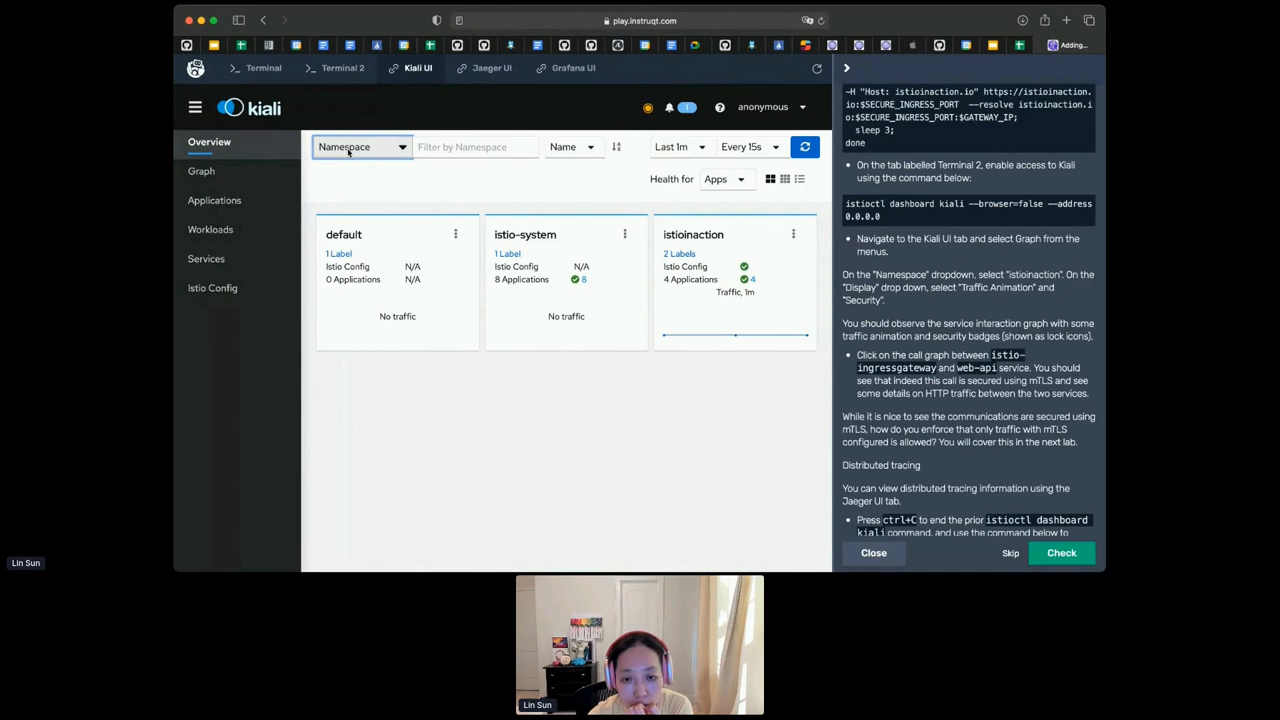 play.instruqt.com
Adding...
Terminal
Terminal 2
Kiali UI
Jaeger UI
Grafana UI
kiali
1
anonymous
Overview
Graph
Applications
Workloads
Services
Istio Config
Namespace
Filter by Namespace
Name
Last 1m
Every 15s
Health for
Apps
default
1 Label
Istio Config N/A
0 Applications N/A
No traffic
istio-system
1 Label
Istio Config N/A
8 Applications 8
No traffic
istioinaction
2 Labels
Istio Config
4 Applications 4
Traffic, 1m
-H "Host: istioinaction.io" https://istioinaction.
io:$SECURE_INGRESS_PORT --resolve istioinaction.i
o:$SECURE_INGRESS_PORT:$GATEWAY_IP;
sleep 3;
done
On the tab labelled Terminal 2, enable access to Kiali
using the command below:
istioctl dashboard kiali --browser=false --address
0.0.0.0
Navigate to the Kiali UI tab and select Graph from the
menus.
On the "Namespace" dropdown, select "istioinaction". On the
"Display" drop down, select "Traffic Animation" and
"Security".
You should observe the service interaction graph with some
traffic animation and security badges (shown as lock icons).
Click on the call graph between istio-
ingressgateway and web-api service. You should
see that indeed this call is secured using mTLS and see
some details on HTTP traffic between the two services.
While it is nice to see the communications are secured using
mTLS, how do you enforce that only traffic with mTLS
configured is allowed? You will cover this in the next lab.
Distributed tracing
You can view distributed tracing information using the
Jaeger UI tab.
Press ctrl+C to end the prior istioctl dashboard
kiali command, and use the command below to
Close
Skip
Check
Lin Sun
Lin Sun